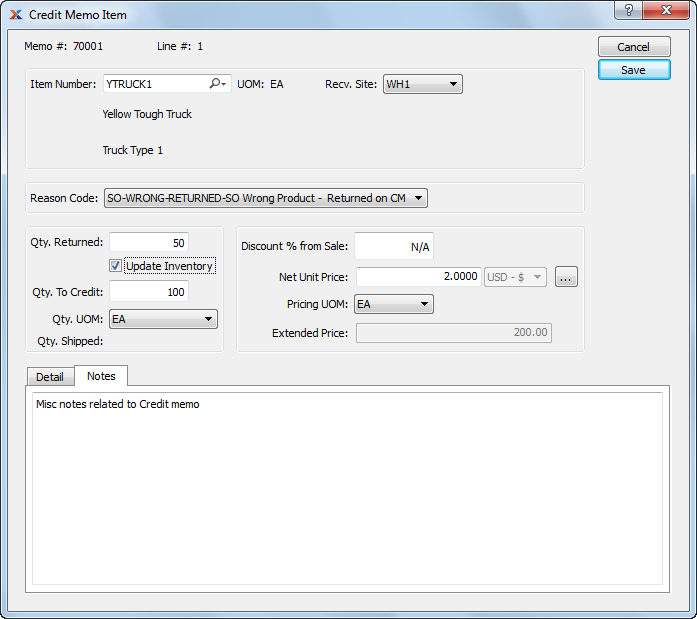 Credit Memo Item
?
Memo #: 70001 Line #: 1
Cancel
Item Number: YTRUCK1 UOM: EA Recv. Site: WH1
Save
Yellow Tough Truck
Truck Type 1
Reason Code: SO-WRONG-RETURNED-SO Wrong Product - Returned on CM
Qty. Returned: 50
Discount % from Sale: N/A
Update Inventory
Net Unit Price: 2.0000 USD - $ ...
Qty. To Credit: 100
Pricing UOM: EA
Qty. UOM: EA
Extended Price: 200.00
Qty. Shipped:
Detail Notes
Misc notes related to Credit memo